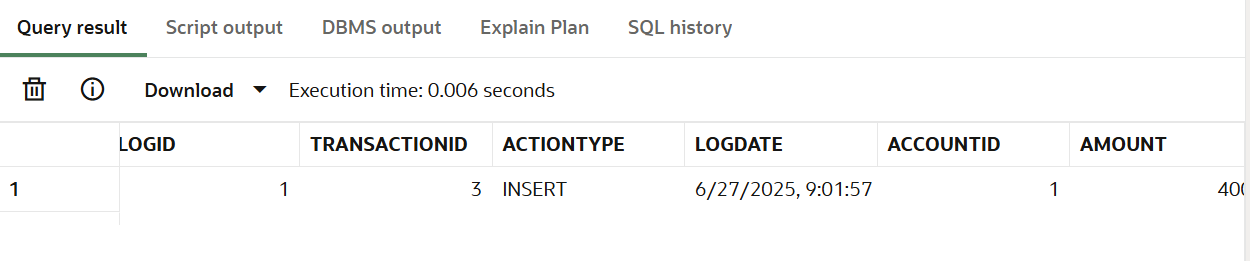 Query result Script output DBMS output Explain Plan SQL history
Download Execution time: 0.006 seconds
LOGID TRANSACTIONID ACTIONTYPE LOGDATE ACCOUNTID AMOUNT
1 1 3 INSERT 6/27/2025, 9:01:57 1 400